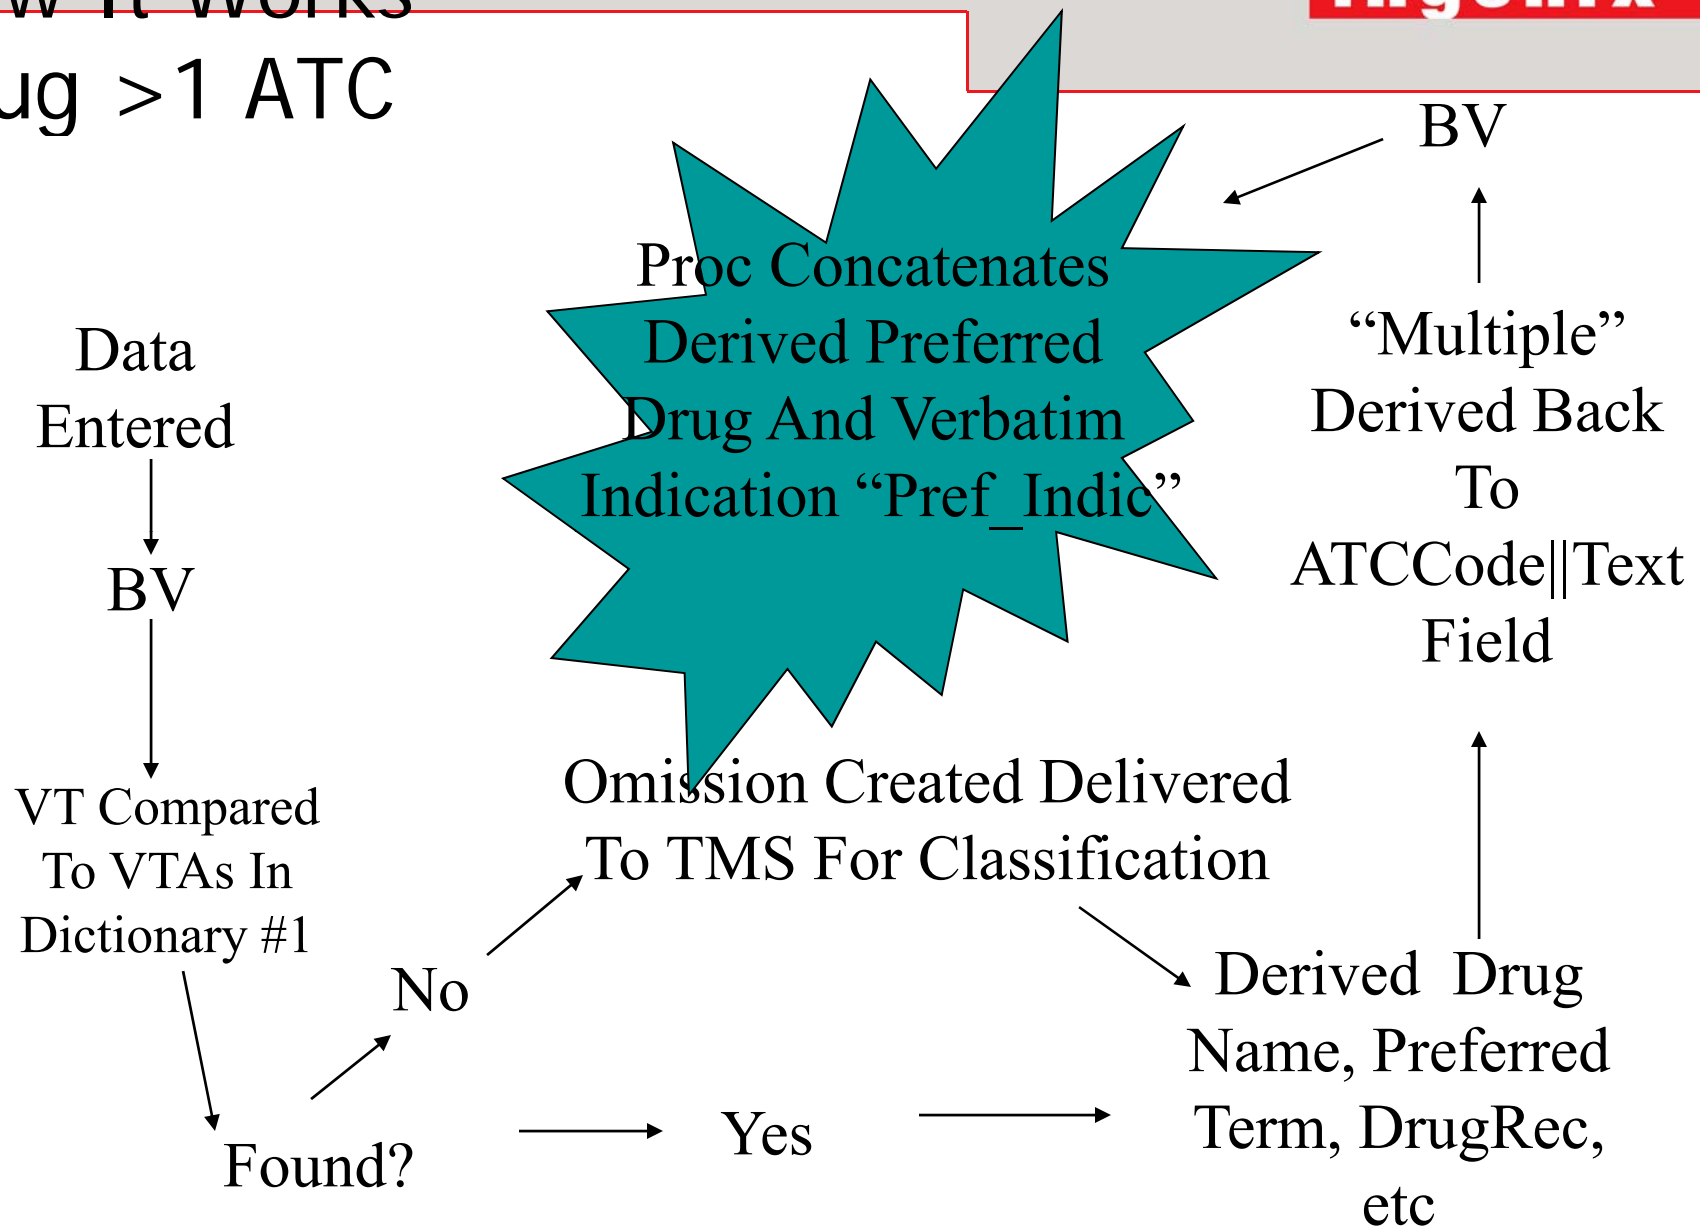 It Works
>1 ATC
BV
Proc Concatenates
Derived Preferred
Drug And Verbatim
Indication “Pref_Indic”
Data
Entered
BV
VT Compared
To VTAs In
Dictionary #1
Found?
No
Yes
Omission Created Delivered
To TMS For Classification
Derived Drug
Name, Preferred
Term, DrugRec,
etc
“Multiple”
Derived Back
To
ATCCode||Text
Field